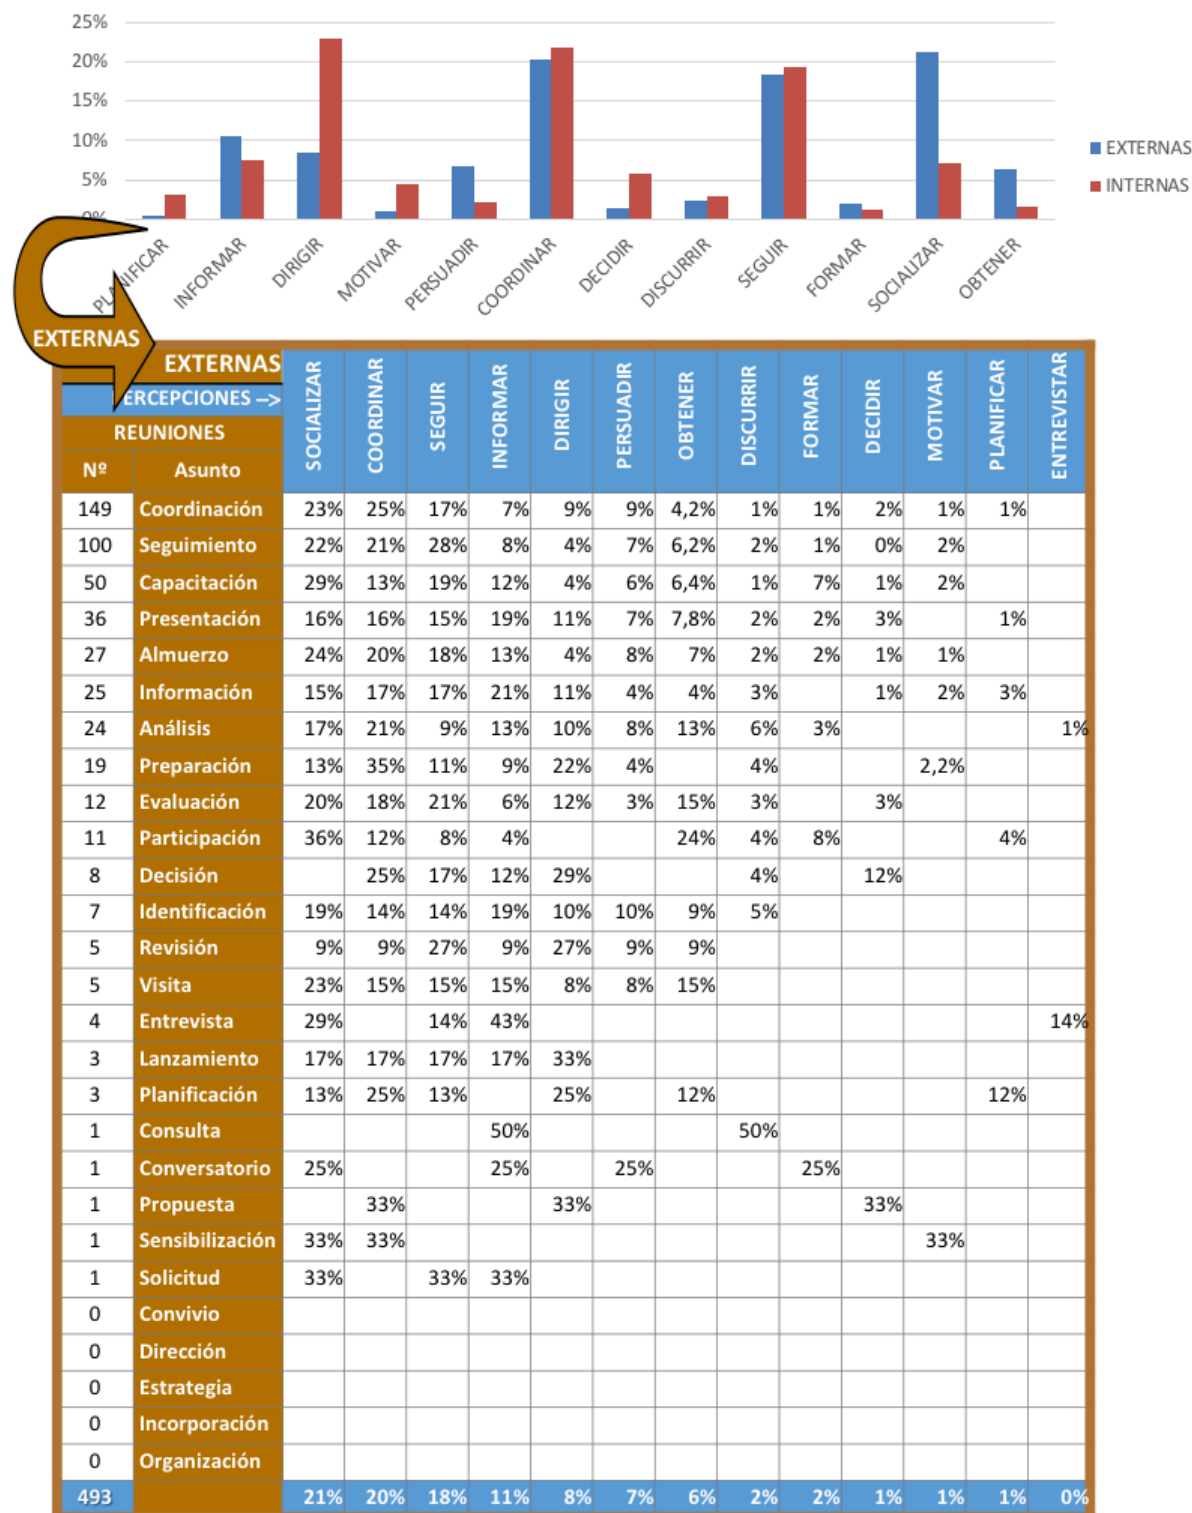 25%
20%
15%
10%
5%
0%
EXTERNAS
INTERNAS
PLANIFICAR
INFORMAR
DIRIGIR
MOTIVAR
PERSUADIR
COORDINAR
DECIDIR
DISCURRIR
SEGUIR
FORMAR
SOCIALIZAR
OBTENER
EXTERNAS
EXTERNAS
ERCEPCIONES –>
REUNIONES
Nº Asunto SOCIALIZAR COORDINAR SEGUIR INFORMAR DIRIGIR PERSUADIR OBTENER DISCURRIR FORMAR DECIDIR MOTIVAR PLANIFICAR ENTREVISTAR
149 Coordinación 23% 25% 17% 7% 9% 9% 4,2% 1% 1% 2% 1% 1%
100 Seguimiento 22% 21% 28% 8% 4% 7% 6,2% 2% 1% 0% 2%
50 Capacitación 29% 13% 19% 12% 4% 6% 6,4% 1% 7% 1% 2%
36 Presentación 16% 16% 15% 19% 11% 7% 7,8% 2% 2% 3% 1%
27 Almuerzo 24% 20% 18% 13% 4% 8% 7% 2% 2% 1% 1%
25 Información 15% 17% 17% 21% 11% 4% 4% 3% 1% 2% 3%
24 Análisis 17% 21% 9% 13% 10% 8% 13% 6% 3% 1%
19 Preparación 13% 35% 11% 9% 22% 4% 4% 2,2%
12 Evaluación 20% 18% 21% 6% 12% 3% 15% 3% 3%
11 Participación 36% 12% 8% 4% 24% 4% 8% 4%
8 Decisión 25% 17% 12% 29% 4% 12%
7 Identificación 19% 14% 14% 19% 10% 10% 9% 5%
5 Revisión 9% 9% 27% 9% 27% 9% 9%
5 Visita 23% 15% 15% 15% 8% 8% 15%
4 Entrevista 29% 14% 43% 14%
3 Lanzamiento 17% 17% 17% 17% 33%
3 Planificación 13% 25% 13% 25% 12% 12%
1 Consulta 50% 50%
1 Conversatorio 25% 25% 25% 25%
1 Propuesta 33% 33% 33%
1 Sensibilización 33% 33% 33%
1 Solicitud 33% 33% 33%
0 Convivio
0 Dirección
0 Estrategia
0 Incorporación
0 Organización
493 21% 20% 18% 11% 8% 7% 6% 2% 2% 1% 1% 1% 0%